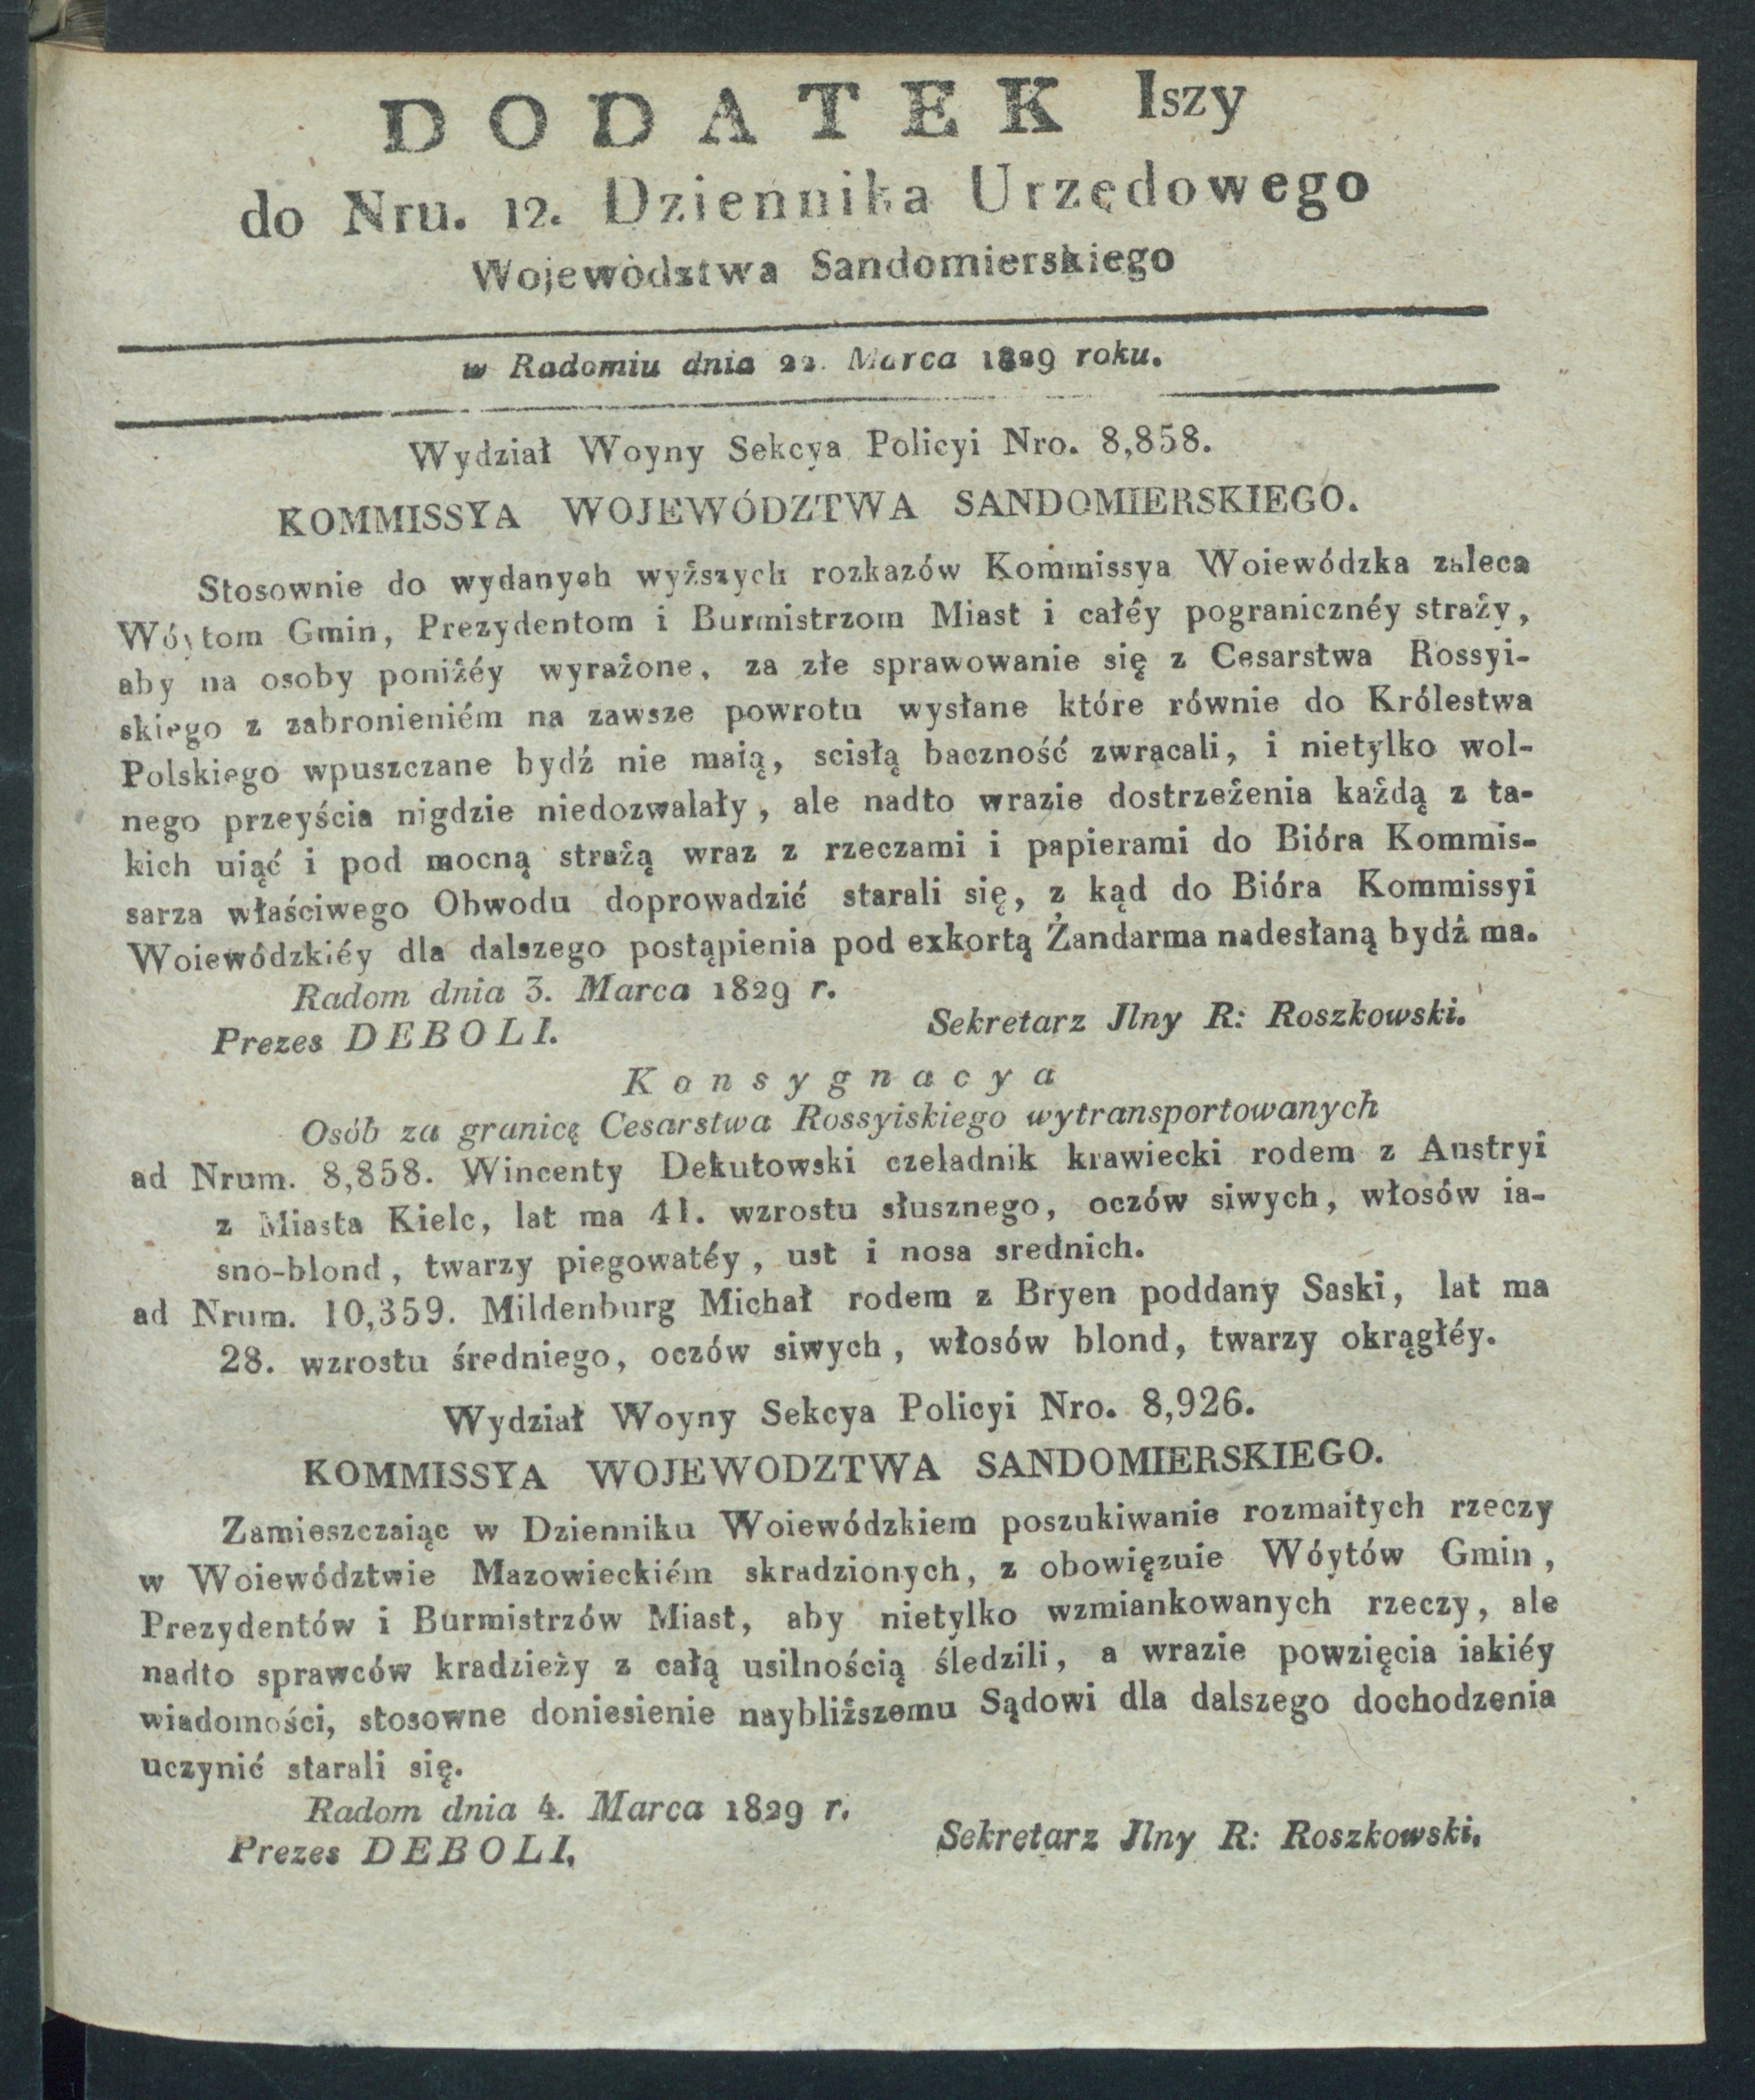 DODATEK Iszy
do Nru. 12. Dziennika Urzędowego
Wojewòdztwa Sandomierskiego
w Radomiu dnia 22. Marca 1829 roku.
Wydział Woyny Sekcya Policyi Nro. 8,858.
KOMMISSYA WOJEWÓDZTWA SANDOMIERSKIEGO.
Stosownie do wydanych wyższych rozkazów Kommissya Woiewódzka zaleca
Wóytom Gmin, Prezydentom i Burmistrzom Miast i całéy pogranicznéy straży,
aby na osoby poniżéy wyrażone, za złe sprawowanie się z Cesarstwa Rossyi-
skiego z zabronieniém na zawsze powrotu wysłane które równie do Królestwa
Polskiego wpuszczane bydź nie maią, scisłą baczność zwracali, i nietylko wol-
nego przeyścia nigdzie niedozwalały, ale nadto wrazie dostrzeżenia każdą z ta-
kich uiąć i pod mocną strażą wraz z rzeczami i papierami do Bióra Kommis-
sarza właściwego Obwodu doprowadzić starali się, z kąd do Bióra Kommissyi
Woiewódzkiéy dla dalszego postąpienia pod exkortą Żandarma nadesłaną bydź ma.
Radom dnia 3. Marca 1829 r.
Prezes DEBOLI. Sekretarz Jlny R: Roszkowski.
Konsygnacya
Osób za granicę Cesarstwa Rossyiskiego wytransportowanych
ad Nrum. 8,858. Wincenty Dekutowski czeladnik krawiecki rodem z Anstryi
z Miasta Kielc, lat ma 41. wzrostu słusznego, oczów siwych, włosów ia-
sno-blond, twarzy piegowatéy, ust i nosa srednich.
ad Nrum. 10,359. Mildenburg Michał rodem z Bryen poddany Saski, lat ma
28. wzrostu średniego, oczów siwych, włosów blond, twarzy okrągłéy.
Wydział Woyny Sekcya Policyi Nro. 8,926.
KOMMISSYA WOJEWODZTWA SANDOMIERSKIEGO.
Zamieszczaiąc w Dzienniku Woiewódzkiem poszukiwanie rozmaitych rzeczy
w Woiewództwie Mazowieckiém skradzionych, z obowięzuie Wóytów Gmin,
Prezydentów i Burmistrzów Miast, aby nietylko wzmiankowanych rzeczy, ale
nadto sprawców kradzieży z całą usilnością śledzili, a wrazie powzięcia iakiéy
wiadomości, stosowne doniesienie naybliższemu Sądowi dla dalszego dochodzenia
uczynić starali się.
Radom dnia 4. Marca 1829 r.
Prezes DEBOLI, Sekretarz Jlny R: Roszkowski.